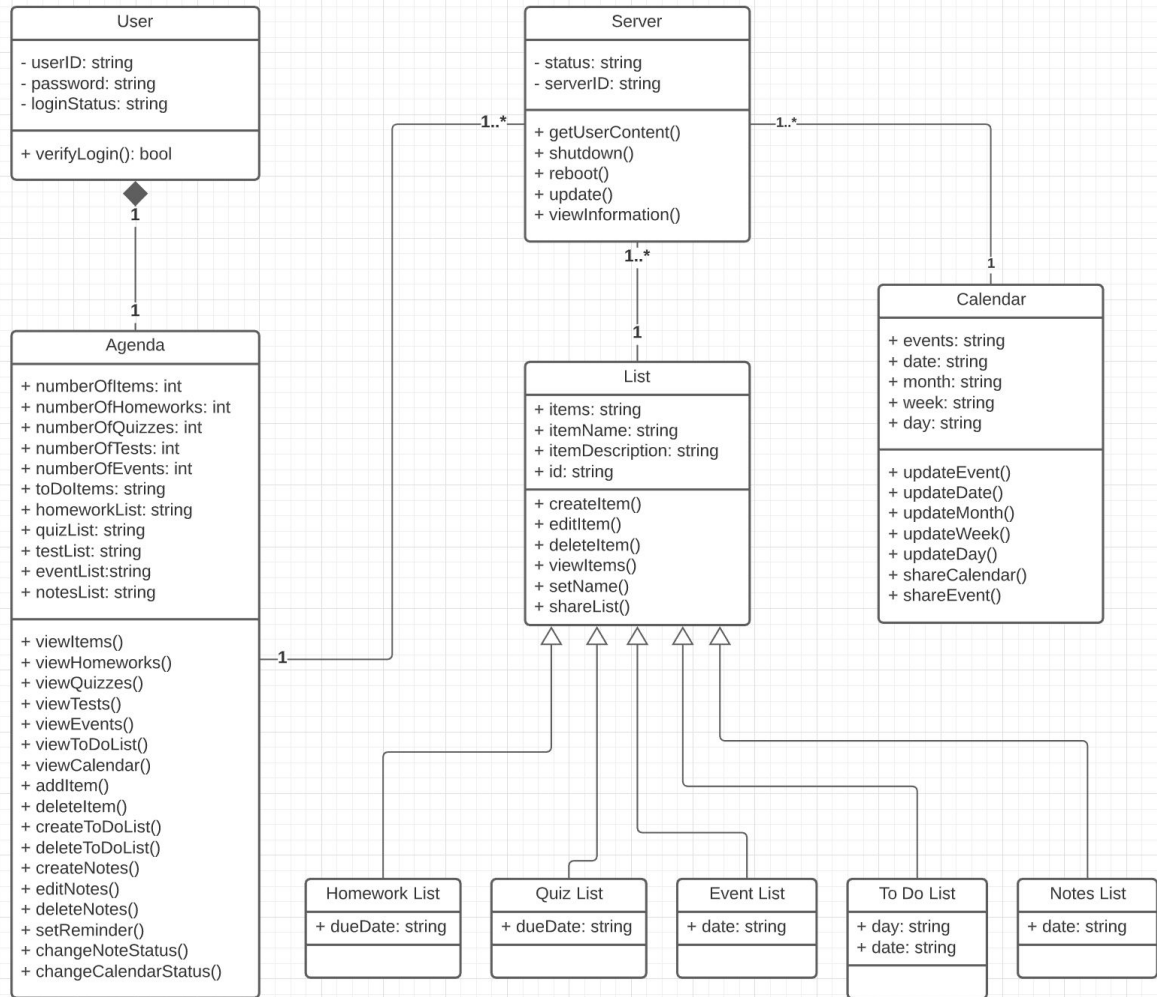 User
- userID: string
- password: string
- loginStatus: string
+ verifyLogin(): bool
1
1
Server
- status: string
- serverID: string
+ getUserContent()
+ shutdown()
+ reboot()
+ update()
+ viewInformation()
1..*
1..*
1..*
1
1
1
Calendar
+ events: string
+ date: string
+ month: string
+ week: string
+ day: string
+ updateEvent()
+ updateDate()
+ updateMonth()
+ updateWeek()
+ updateDay()
+ shareCalendar()
+ shareEvent()
Agenda
+ numberOfItems: int
+ numberOfHomeworks: int
+ numberOfQuizzes: int
+ numberOfTests: int
+ numberOfEvents: int
+ toDoItems: string
+ homeworkList: string
+ quizList: string
+ testList: string
+ eventList:string
+ notesList: string
+ viewItems()
+ viewHomeworks()
+ viewQuizzes()
+ viewTests()
+ viewEvents()
+ viewToDoList()
+ viewCalendar()
+ addItem()
+ deleteItem()
+ createToDoList()
+ deleteToDoList()
+ createNotes()
+ editNotes()
+ deleteNotes()
+ setReminder()
+ changeNoteStatus()
+ changeCalendarStatus()
List
+ items: string
+ itemName: string
+ itemDescription: string
+ id: string
+ createItem()
+ editItem()
+ deleteItem()
+ viewItems()
+ setName()
+ shareList()
Homework List
+ dueDate: string
Quiz List
+ dueDate: string
Event List
+ date: string
To Do List
+ day: string
+ date: string
Notes List
+ date: string